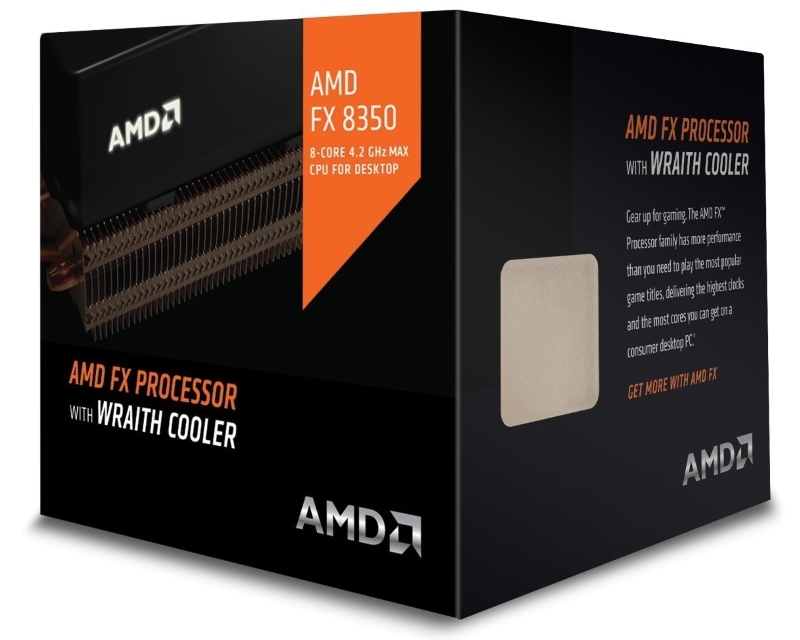 AMD
AMD
FX 8350
8-CORE 4.2 GHz MAX
CPU FOR DESKTOP
AMD FX PROCESSOR
WITH WRAITH COOLER
AMD
AMD FX PROCESSOR
WITH WRAITH COOLER
Gear up for gaming. The AMD FX™
Processor family has more performance
than you need to play the most popular
game titles, delivering the highest clocks
and the most cores you can get on a
consumer desktop PC.*
GET MORE WITH AMD FX
AMD